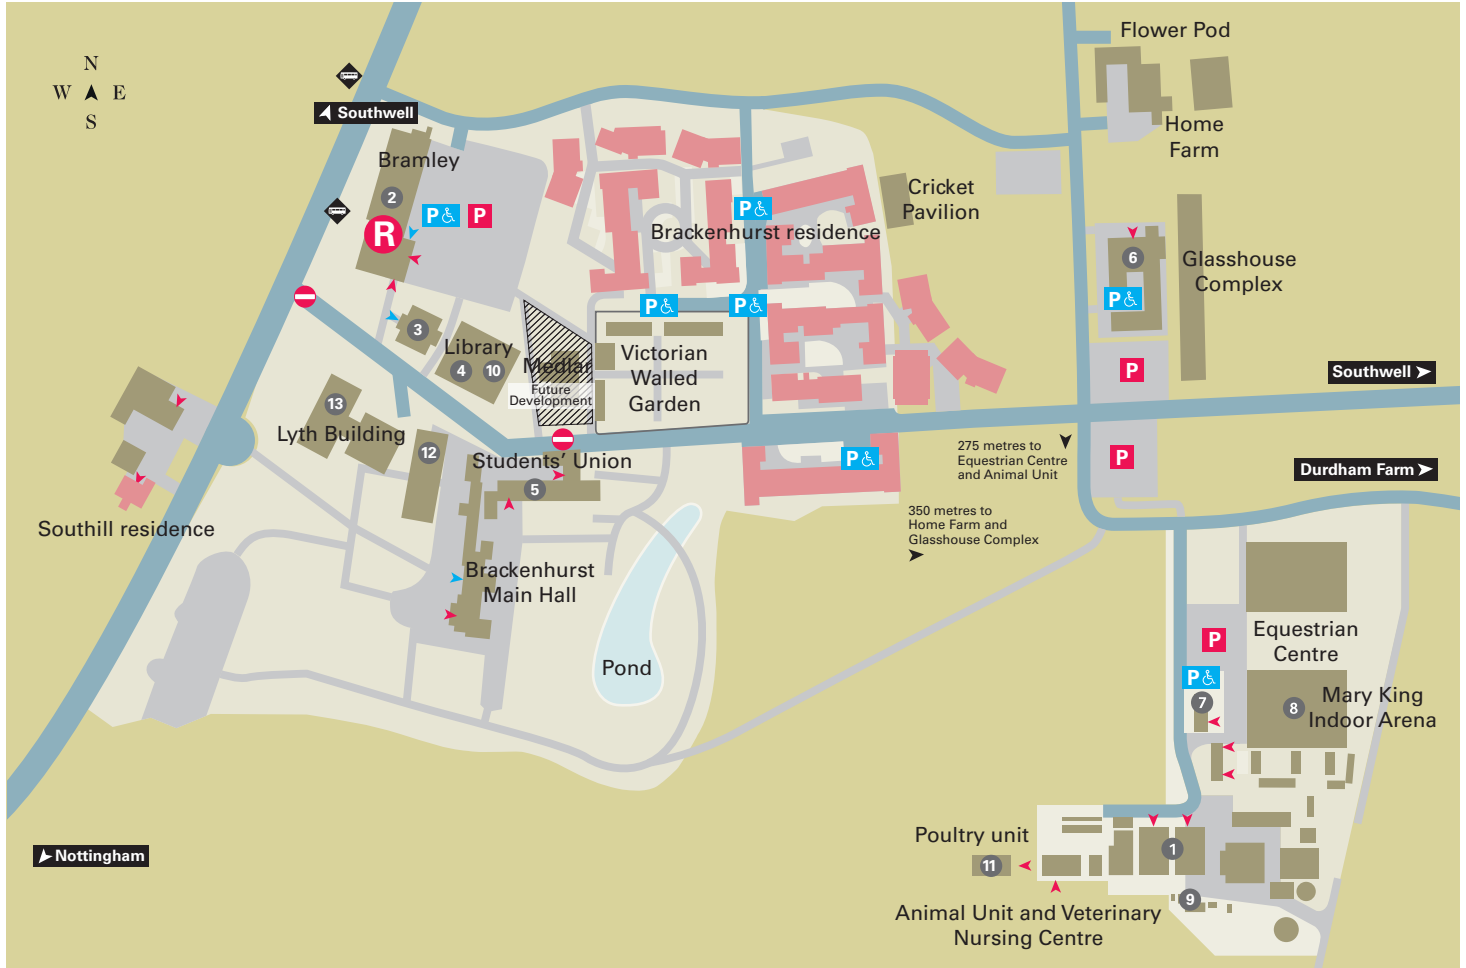 N
W E
S
Southwell
Bramley
2
R
P
P
3
Library
4 10
Medlar
Future
Development
13
Lyth Building
12
Students' Union
5
Southill residence
Brackenhurst
Main Hall
Pond
Nottingham
Victorian
Walled
Garden
P
P
P
Brackenhurst residence
P
Cricket
Pavilion
Flower Pod
Home
Farm
6
P
Glasshouse
Complex
P
Southwell
P
Durdham Farm
275 metres to
Equestrian Centre
and Animal Unit
350 metres to
Home Farm and
Glasshouse Complex
P
Equestrian
Centre
P
7
8
Mary King
Indoor Arena
Poultry unit
11
1
9
Animal Unit and Veterinary
Nursing Centre